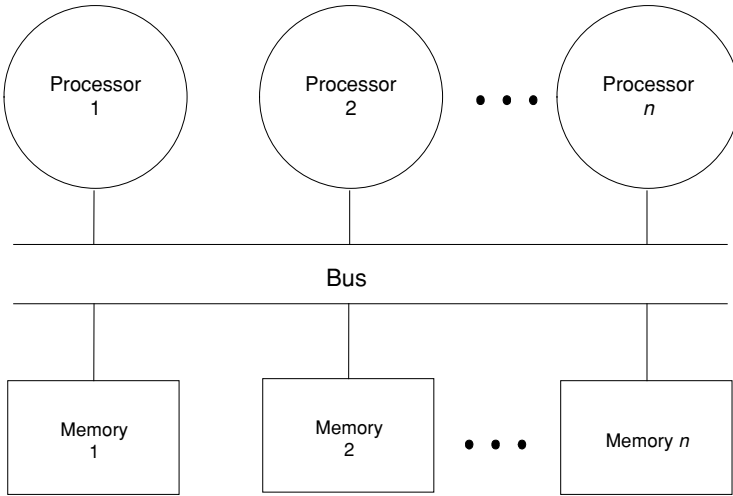 Processor
1
Processor
2
Processor
n
Bus
Memory
1
Memory
2
Memory n